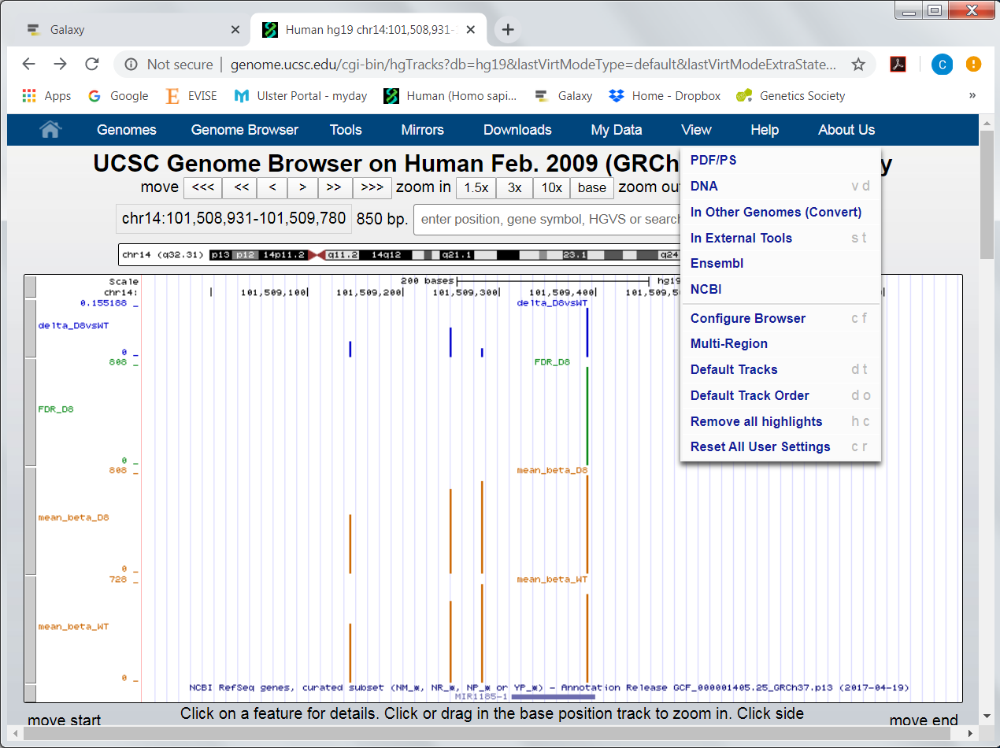 Galaxy
Human hg19 chr14:101,508,931-
Not secure | genome.ucsc.edu/cgi-bin/hgTracks?db=hg19&lastVirtModeType=default&lastVirtModeExtraState...
C
Apps Google EVISE Ulster Portal - myday Human (Homo sapi... Galaxy Home - Dropbox Genetics Society »
Genomes Genome Browser Tools Mirrors Downloads My Data View Help About Us
UCSC Genome Browser on Human Feb. 2009 (GRCh y
move <<< << < > >> >>> zoom in 1.5x 3x 10x base zoom out
chr14:101,508,931-101,509,780 850 bp. enter position, gene symbol, HGVS or search
PDF/PS
DNA v d
In Other Genomes (Convert)
In External Tools s t
Ensembl
NCBI
Configure Browser c f
Multi-Region
Default Tracks d t
Default Track Order d o
Remove all highlights h c
Reset All User Settings c r
chr14 (q32.31) p13 p12 14p11.2 q11.2 14q12 q21.1 23.1 q24
Scale 200 bases hg19
chr14: 101,509,100 101,509,200 101,509,300 101,509,400 101,509,5
0.155188 _ delta_D8vsWT
delta_D8vsWT
0 _
808 _ FDR_D8
FDR_D8
0 _
808 _ mean_beta_D8
mean_beta_D8
0 _
728 _ mean_beta_WT
mean_beta_WT
0 _
NCBI RefSeq genes, curated subset (NM_*, NR_*, NP_* or YP_*) - Annotation Release GCF_000001405.25_GRCh37.p13 (2017-04-19)
MIR1185-1
move start Click on a feature for details. Click or drag in the base position track to zoom in. Click side move end